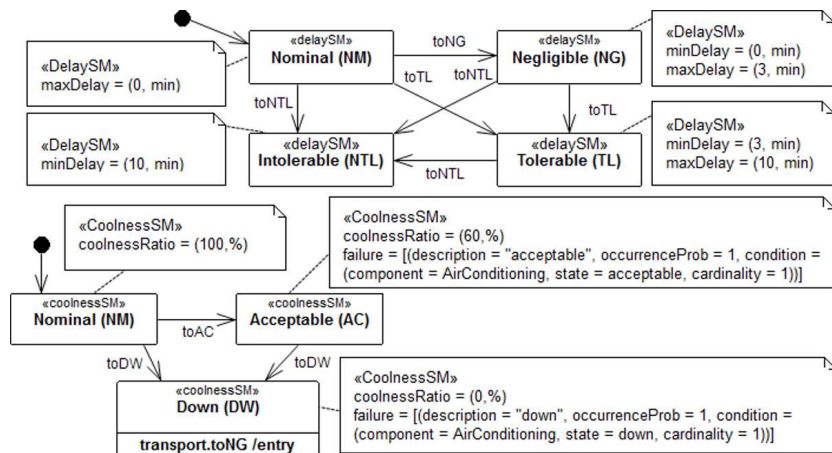 «delaySM»
Nominal (NM)
toNG
«delaySM»
Negligible (NG)
«DelaySM»
maxDelay = (0, min)
«DelaySM»
minDelay = (0, min)
maxDelay = (3, min)
toTL
toNTL
toNTL
toTL
«DelaySM»
minDelay = (10, min)
«delaySM»
Intolerable (NTL)
toNTL
«delaySM»
Tolerable (TL)
«DelaySM»
minDelay = (3, min)
maxDelay = (10, min)
«CoolnessSM»
coolnessRatio = (100,%)
«CoolnessSM»
coolnessRatio = (60,%)
failure = [(description = "acceptable", occurrenceProb = 1, condition =
(component = AirConditioning, state = acceptable, cardinality = 1))]
«coolnessSM»
Nominal (NM)
toAC
«coolnessSM»
Acceptable (AC)
toDW
toDW
«coolnessSM»
Down (DW)
transport.toNG /entry
«CoolnessSM»
coolnessRatio = (0,%)
failure = [(description = "down", occurrenceProb = 1, condition =
(component = AirConditioning, state = down, cardinality = 1))]